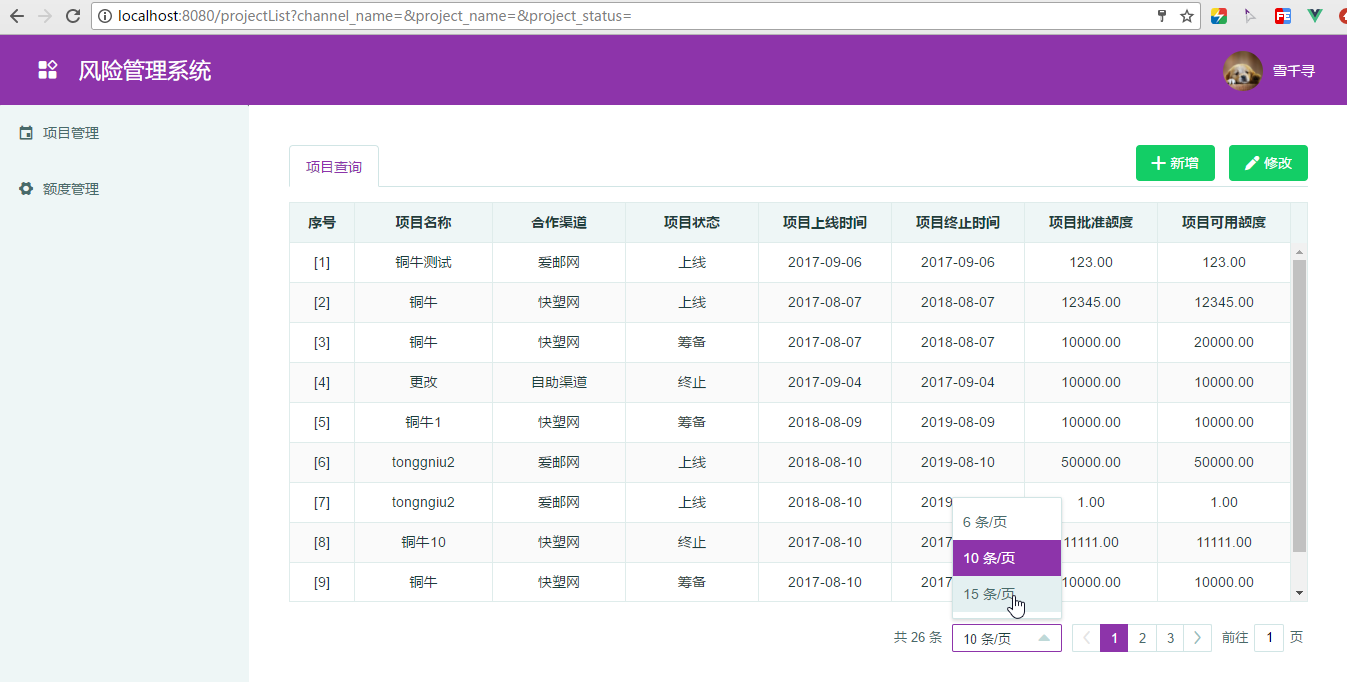 localhost:8080/projectList?channel_name=&project_name=&project_status=
风险管理系统
雪千寻
项目管理
额度管理
项目查询
新增
修改
序号 项目名称 合作渠道 项目状态 项目上线时间 项目终止时间 项目批准额度 项目可用额度
[1] 铜牛测试 爱邮网 上线 2017-09-06 2017-09-06 123.00 123.00
[2] 铜牛 快塑网 上线 2017-08-07 2018-08-07 12345.00 12345.00
[3] 铜牛 快塑网 筹备 2017-08-07 2018-08-07 10000.00 20000.00
[4] 更改 自助渠道 终止 2017-09-04 2017-09-04 10000.00 10000.00
[5] 铜牛1 快塑网 筹备 2018-08-09 2019-08-09 10000.00 10000.00
[6] tonggniu2 爱邮网 上线 2018-08-10 2019-08-10 50000.00 50000.00
[7] tongngiu2 爱邮网 上线 2018-08-10 2019 1.00 1.00
[8] 铜牛10 快塑网 终止 2017-08-10 2017 11111.00 11111.00
[9] 铜牛 快塑网 筹备 2017-08-10 2017 10000.00 10000.00
6 条/页
10 条/页
15 条/页
共 26 条 10 条/页 1 2 3 前往 1 页